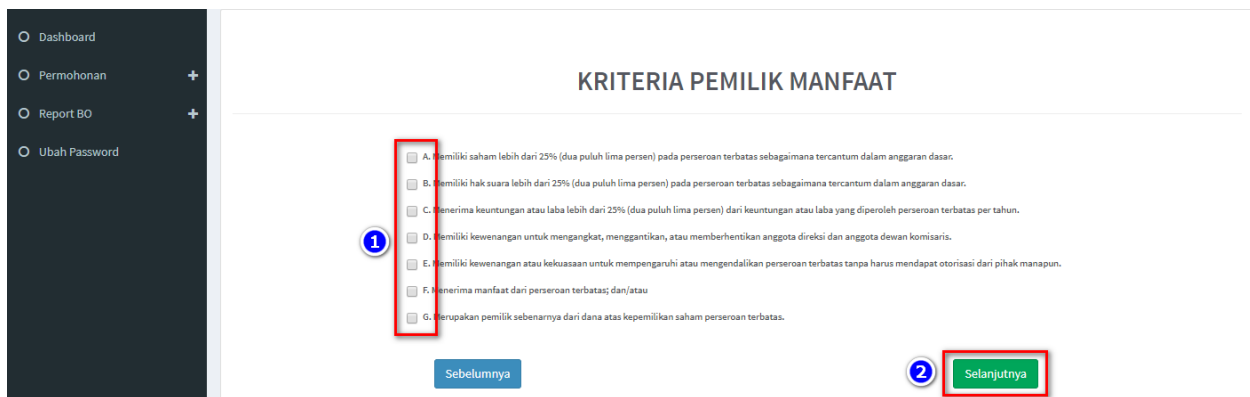 Dashboard
Permohonan +
Report BO +
Ubah Password
KRITERIA PEMILIK MANFAAT
A. Memiliki saham lebih dari 25% (dua puluh lima persen) pada perseroan terbatas sebagaimana tercantum dalam anggaran dasar.
B. Memiliki hak suara lebih dari 25% (dua puluh lima persen) pada perseroan terbatas sebagaimana tercantum dalam anggaran dasar.
C. Menerima keuntungan atau laba lebih dari 25% (dua puluh lima persen) dari keuntungan atau laba yang diperoleh perseroan terbatas per tahun.
1
D. Memiliki kewenangan untuk mengangkat, menggantikan, atau memberhentikan anggota direksi dan anggota dewan komisaris.
E. Memiliki kewenangan atau kekuasaan untuk mempengaruhi atau mengendalikan perseroan terbatas tanpa harus mendapat otorisasi dari pihak manapun.
F. Menerima manfaat dari perseroan terbatas; dan/atau
G. Merupakan pemilik sebenarnya dari dana atas kepemilikan saham perseroan terbatas.
Sebelumnya
2
Selanjutnya